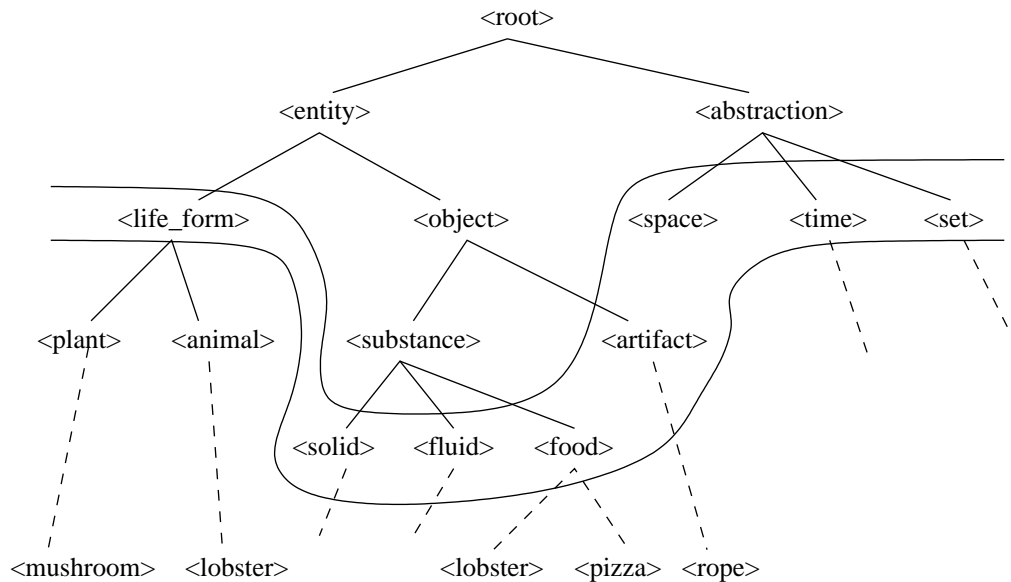 <root>
<entity> <abstraction>
<life_form> <object> <space> <time> <set>
<plant> <animal> <substance> <artifact>
<solid> <fluid> <food>
<mushroom> <lobster> <lobster> <pizza> <rope>